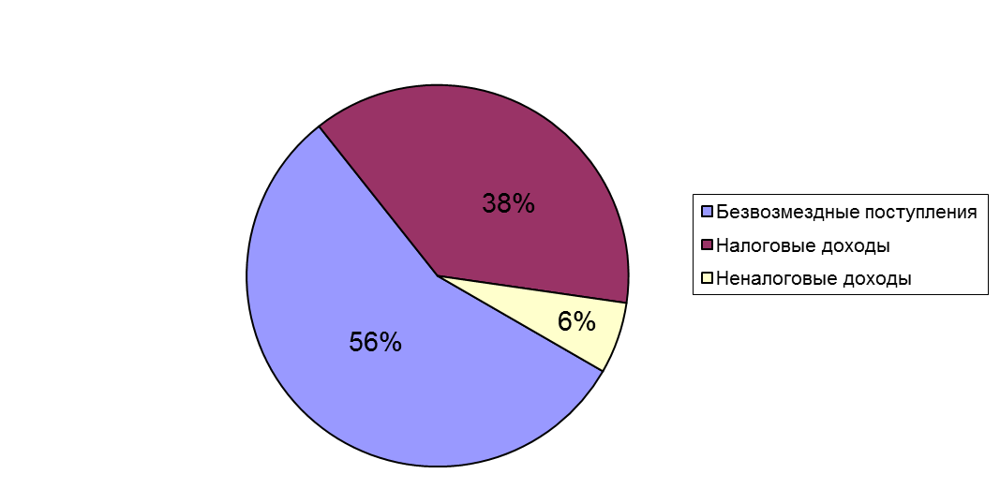 38%
6%
56%
Безвозмездные поступления
Налоговые доходы
Неналоговые доходы